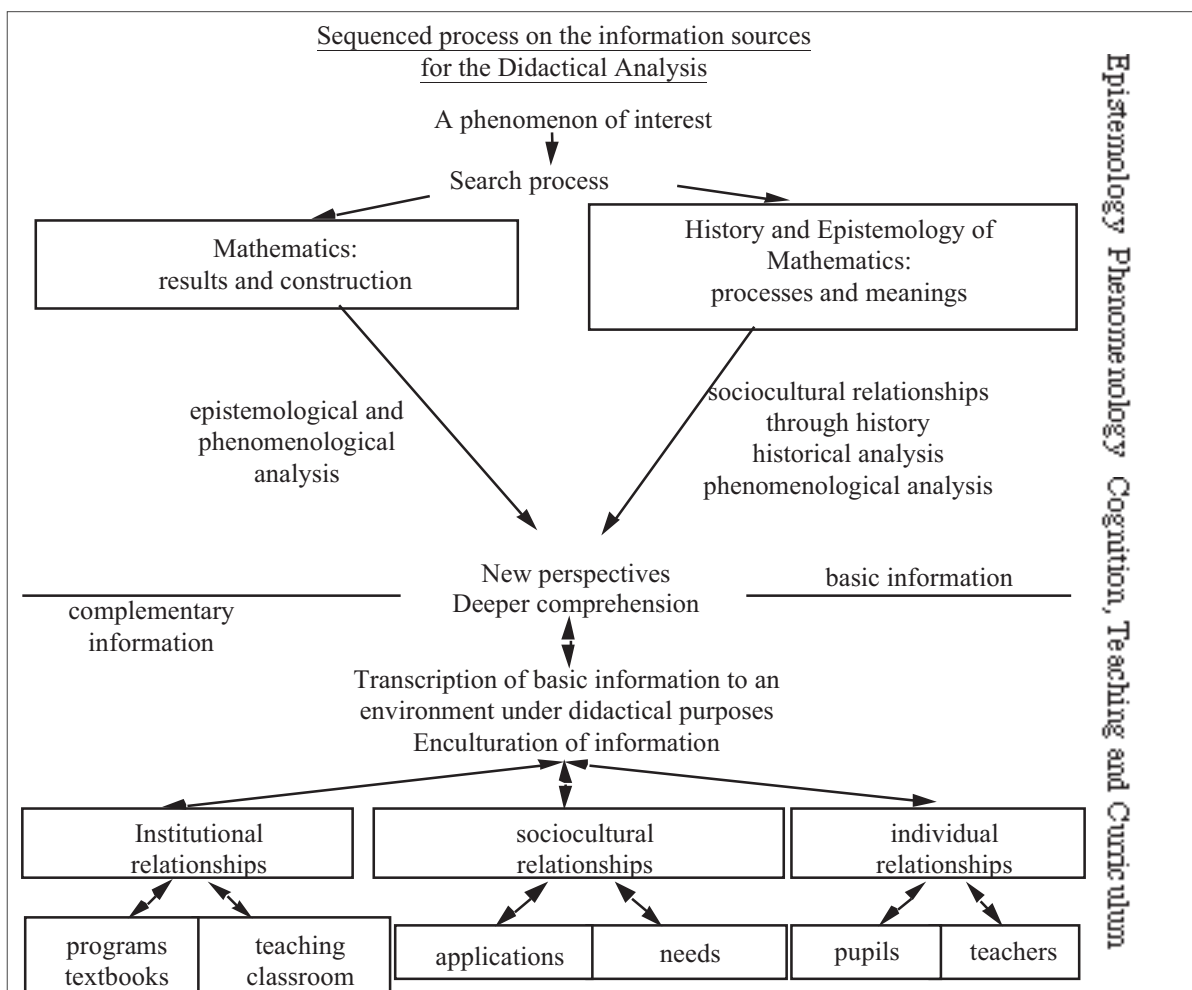 Sequenced process on the information sources
for the Didactical Analysis
A phenomenon of interest
Search process
Mathematics:
results and construction
History and Epistemology of
Mathematics:
processes and meanings
epistemological and
phenomenological
analysis
sociocultural relationships
through history
historical analysis
phenomenological analysis
New perspectives
Deeper comprehension
basic information
complementary
information
Transcription of basic information to an
environment under didactical purposes
Enculturation of information
Institutional
relationships
sociocultural
relationships
individual
relationships
programs
textbooks
teaching
classroom
applications
needs
pupils
teachers
Epistemology Phenomenology Cognition, Teaching and Curriculum